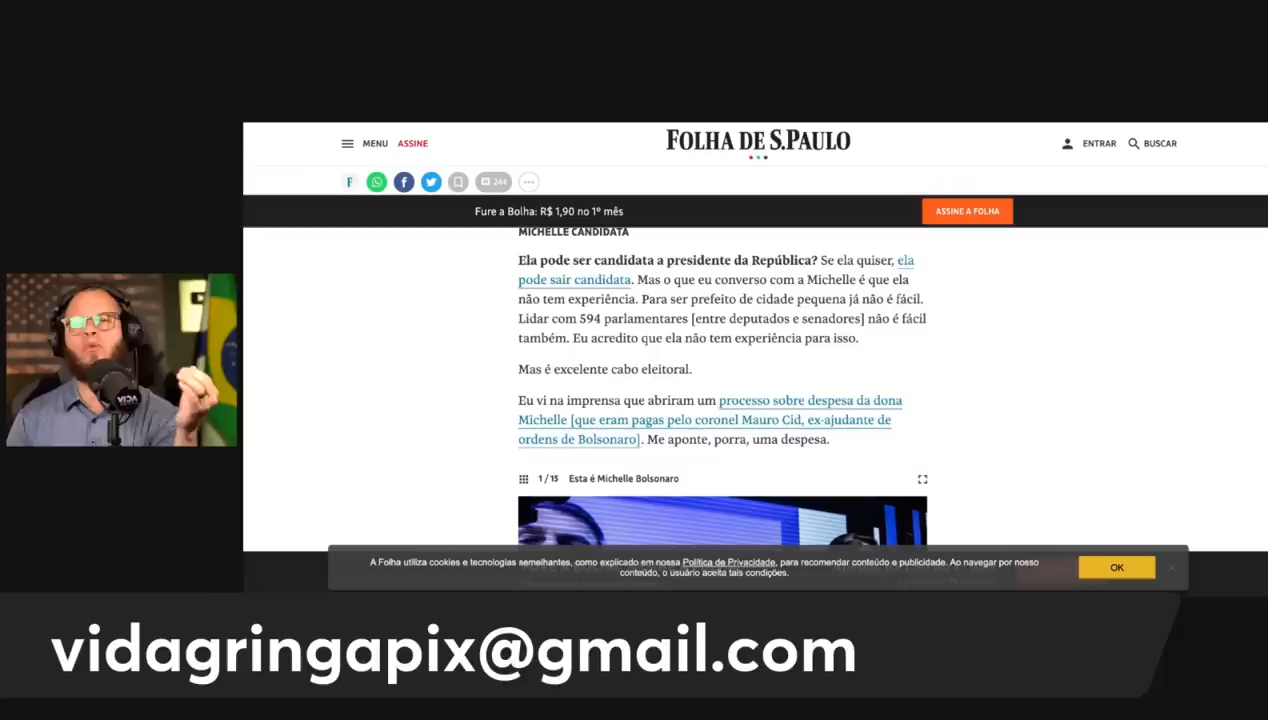 MENU ASSINE FOLHA DE S.PAULO ENTRAR BUSCAR
F f 244 ...
Fure a Bolha: R$ 1,90 no 1º mês ASSINE A FOLHA
MICHELLE CANDIDATA
Ela pode ser candidata a presidente da República? Se ela quiser, ela
pode sair candidata. Mas o que eu converso com a Michelle é que ela
não tem experiência. Para ser prefeito de cidade pequena já não é fácil.
Lidar com 594 parlamentares [entre deputados e senadores] não é fácil
também. Eu acredito que ela não tem experiência para isso.
Mas é excelente cabo eleitoral.
Eu vi na imprensa que abriram um processo sobre despesa da dona
Michelle [que eram pagas pelo coronel Mauro Cid, ex-ajudante de
ordens de Bolsonaro]. Me aponte, porra, uma despesa.
1 / 15 Esta é Michelle Bolsonaro
A Folha utiliza cookies e tecnologias semelhantes, como explicado em nossa Política de Privacidade, para recomendar conteúdo e publicidade. Ao navegar por nosso
conteúdo, o usuário aceita tais condições.
OK
VIDA
vidagringapix@gmail.com